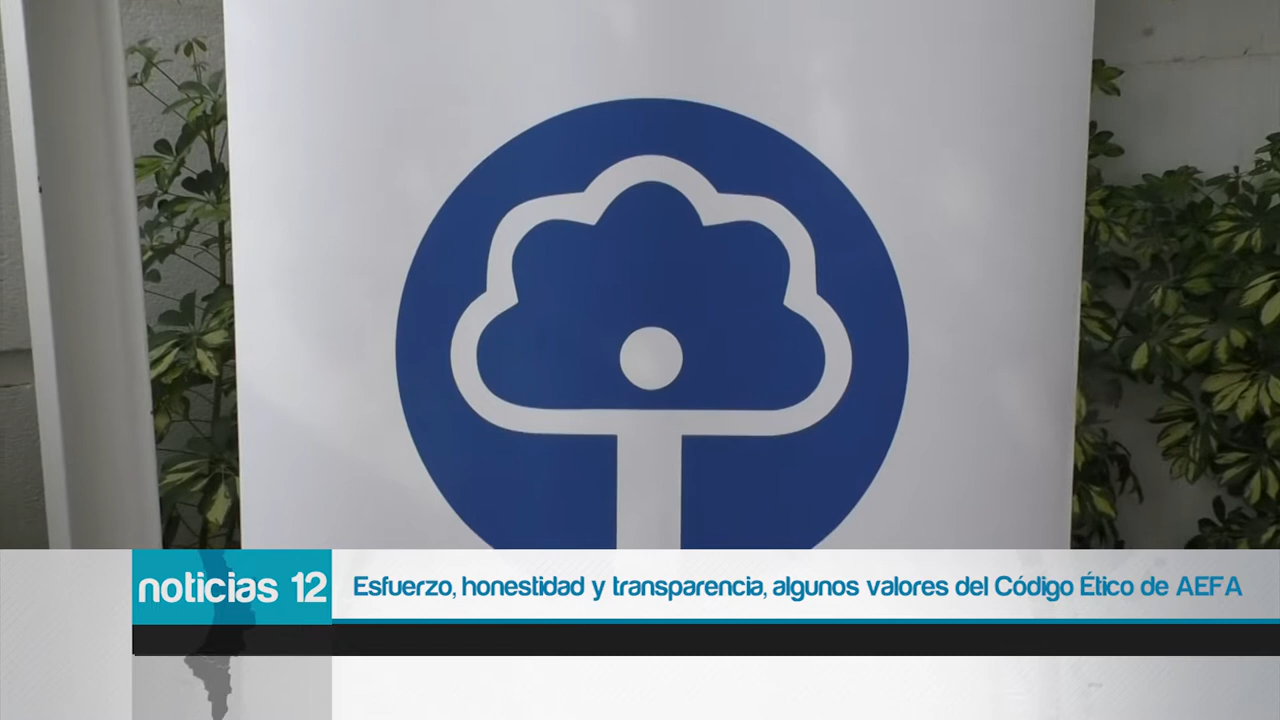 noticias 12
Esfuerzo, honestidad y transparencia, algunos valores del Código Ético de AEFA